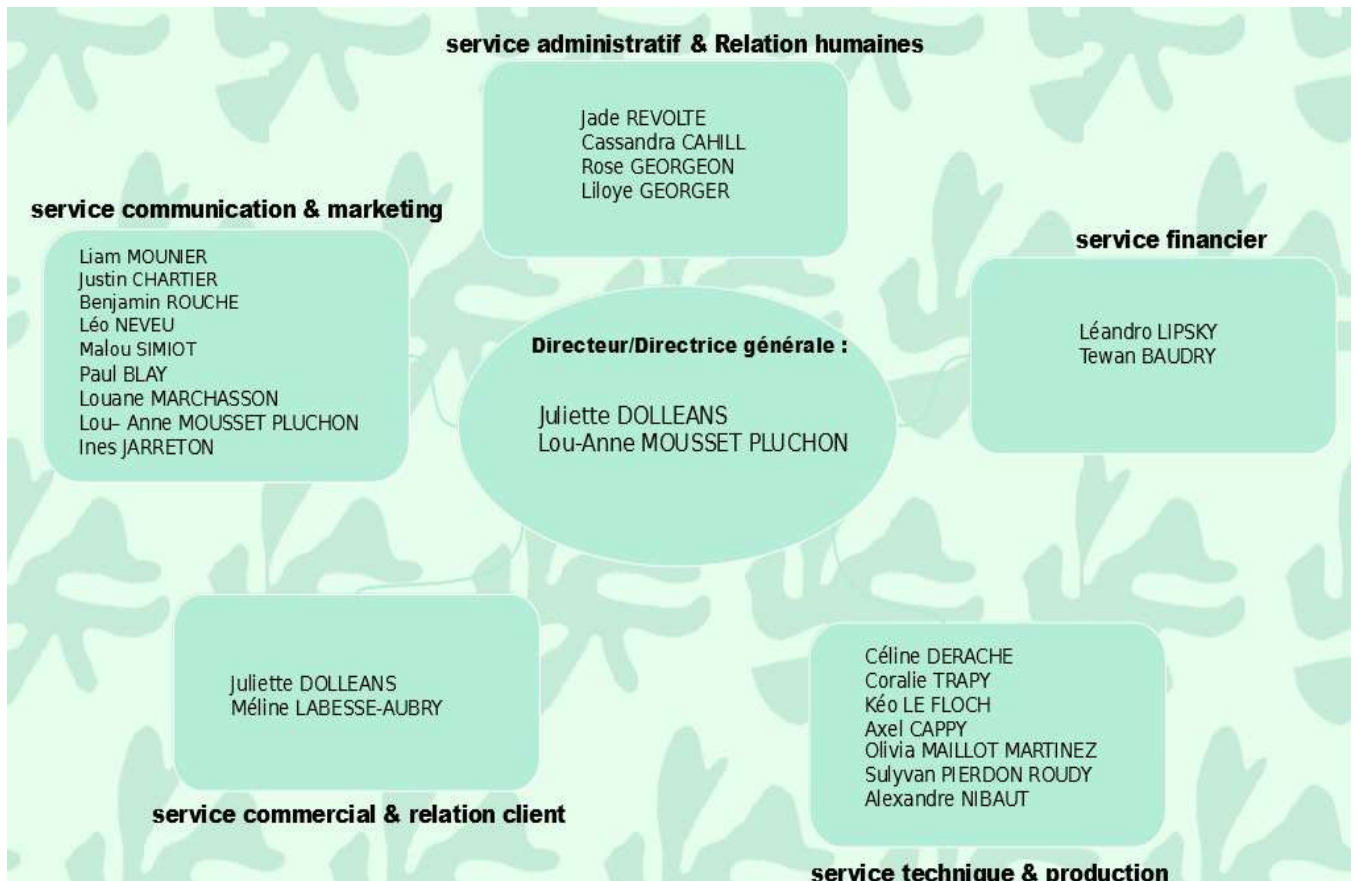 service administratif & Relation humaines
Jade REVOLTE
Cassandra CAHILL
Rose GEORGEON
Liloye GEORGER
service communication & marketing
Liam MOUNIER
Justin CHARTIER
Benjamin ROUCHE
Léo NEVEU
Malou SIMIOT
Paul BLAY
Louane MARCHASSON
Lou– Anne MOUSSET PLUCHON
Ines JARRETON
service financier
Léandro LIPSKY
Tewan BAUDRY
Directeur/Directrice générale :
Juliette DOLLEANS
Lou-Anne MOUSSET PLUCHON
Juliette DOLLEANS
Méline LABESSE-AUBRY
service commercial & relation client
Céline DERACHE
Coralie TRAPY
Kéo LE FLOCH
Axel CAPPY
Olivia MAILLOT MARTINEZ
Sulyvan PIERDON ROUDY
Alexandre NIBAUT
service technique & production